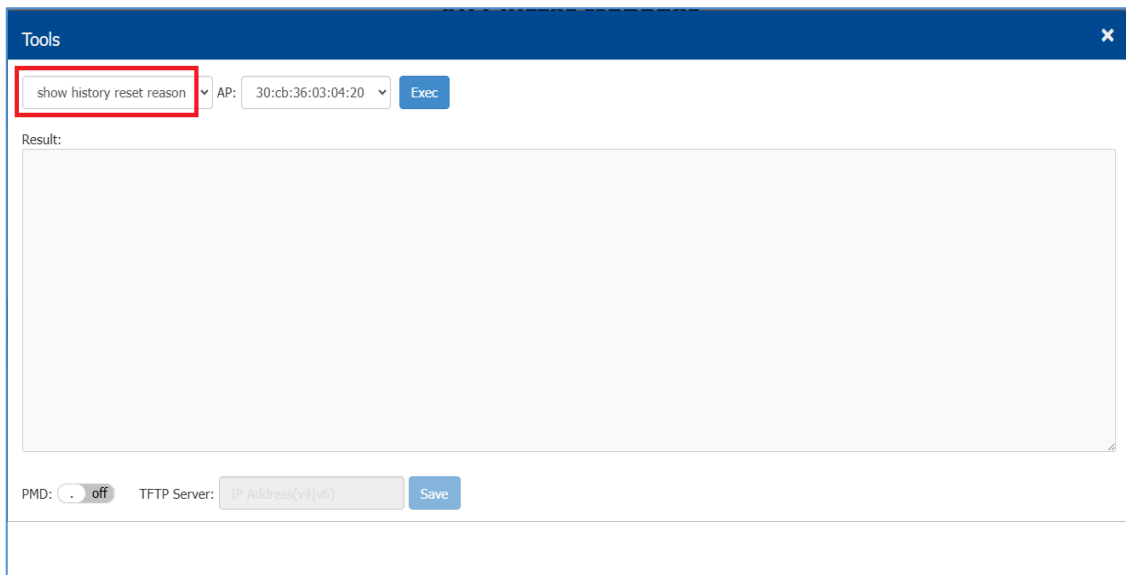 Tools ×
show history reset reason AP: 30:cb:36:03:04:20 Exec
Result:
PMD: . off TFTP Server: IP Address(v4|v6) Save